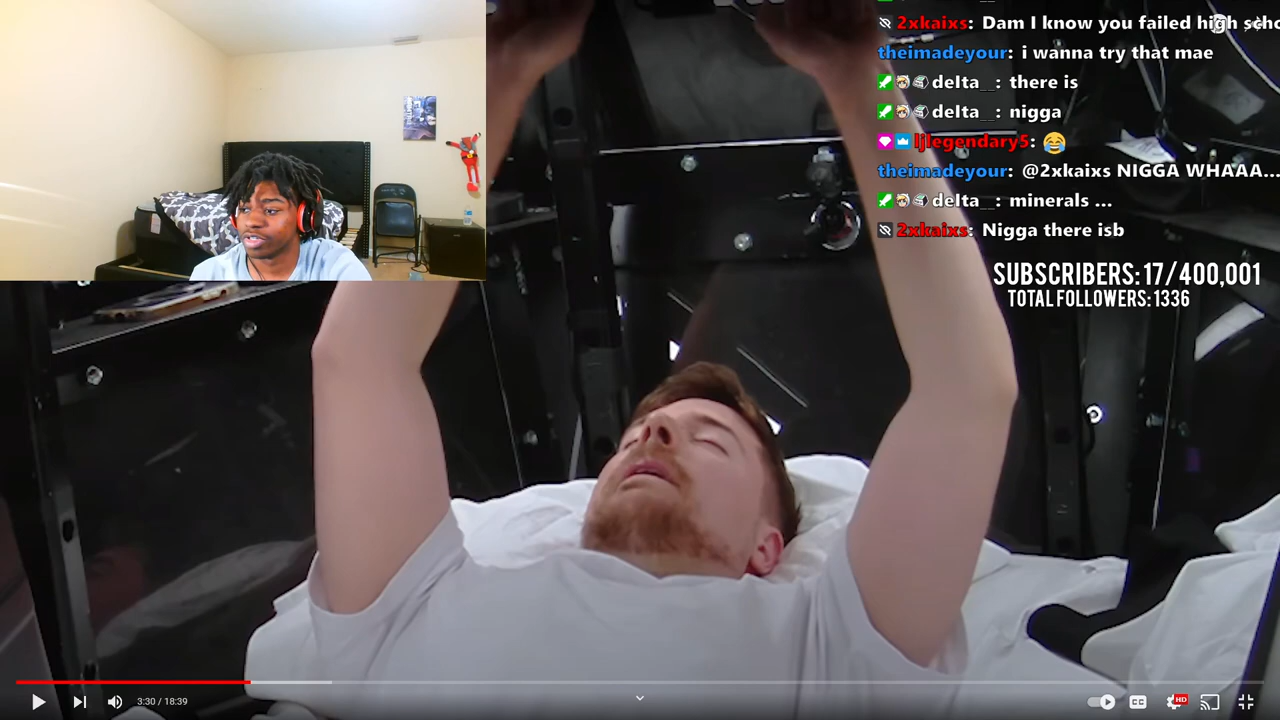 2xkaixs: Dam I know you failed high scho
theimadeyour: i wanna try that mae
delta__: there is
delta__: nigga
ljlegendary5: 😂
theimadeyour: @2xkaixs NIGGA WHAAA...
delta__: minerals ...
2xkaixs: Nigga there isb
SUBSCRIBERS: 17/400,001
TOTAL FOLLOWERS: 1336
3:30 / 18:39
CC
HD